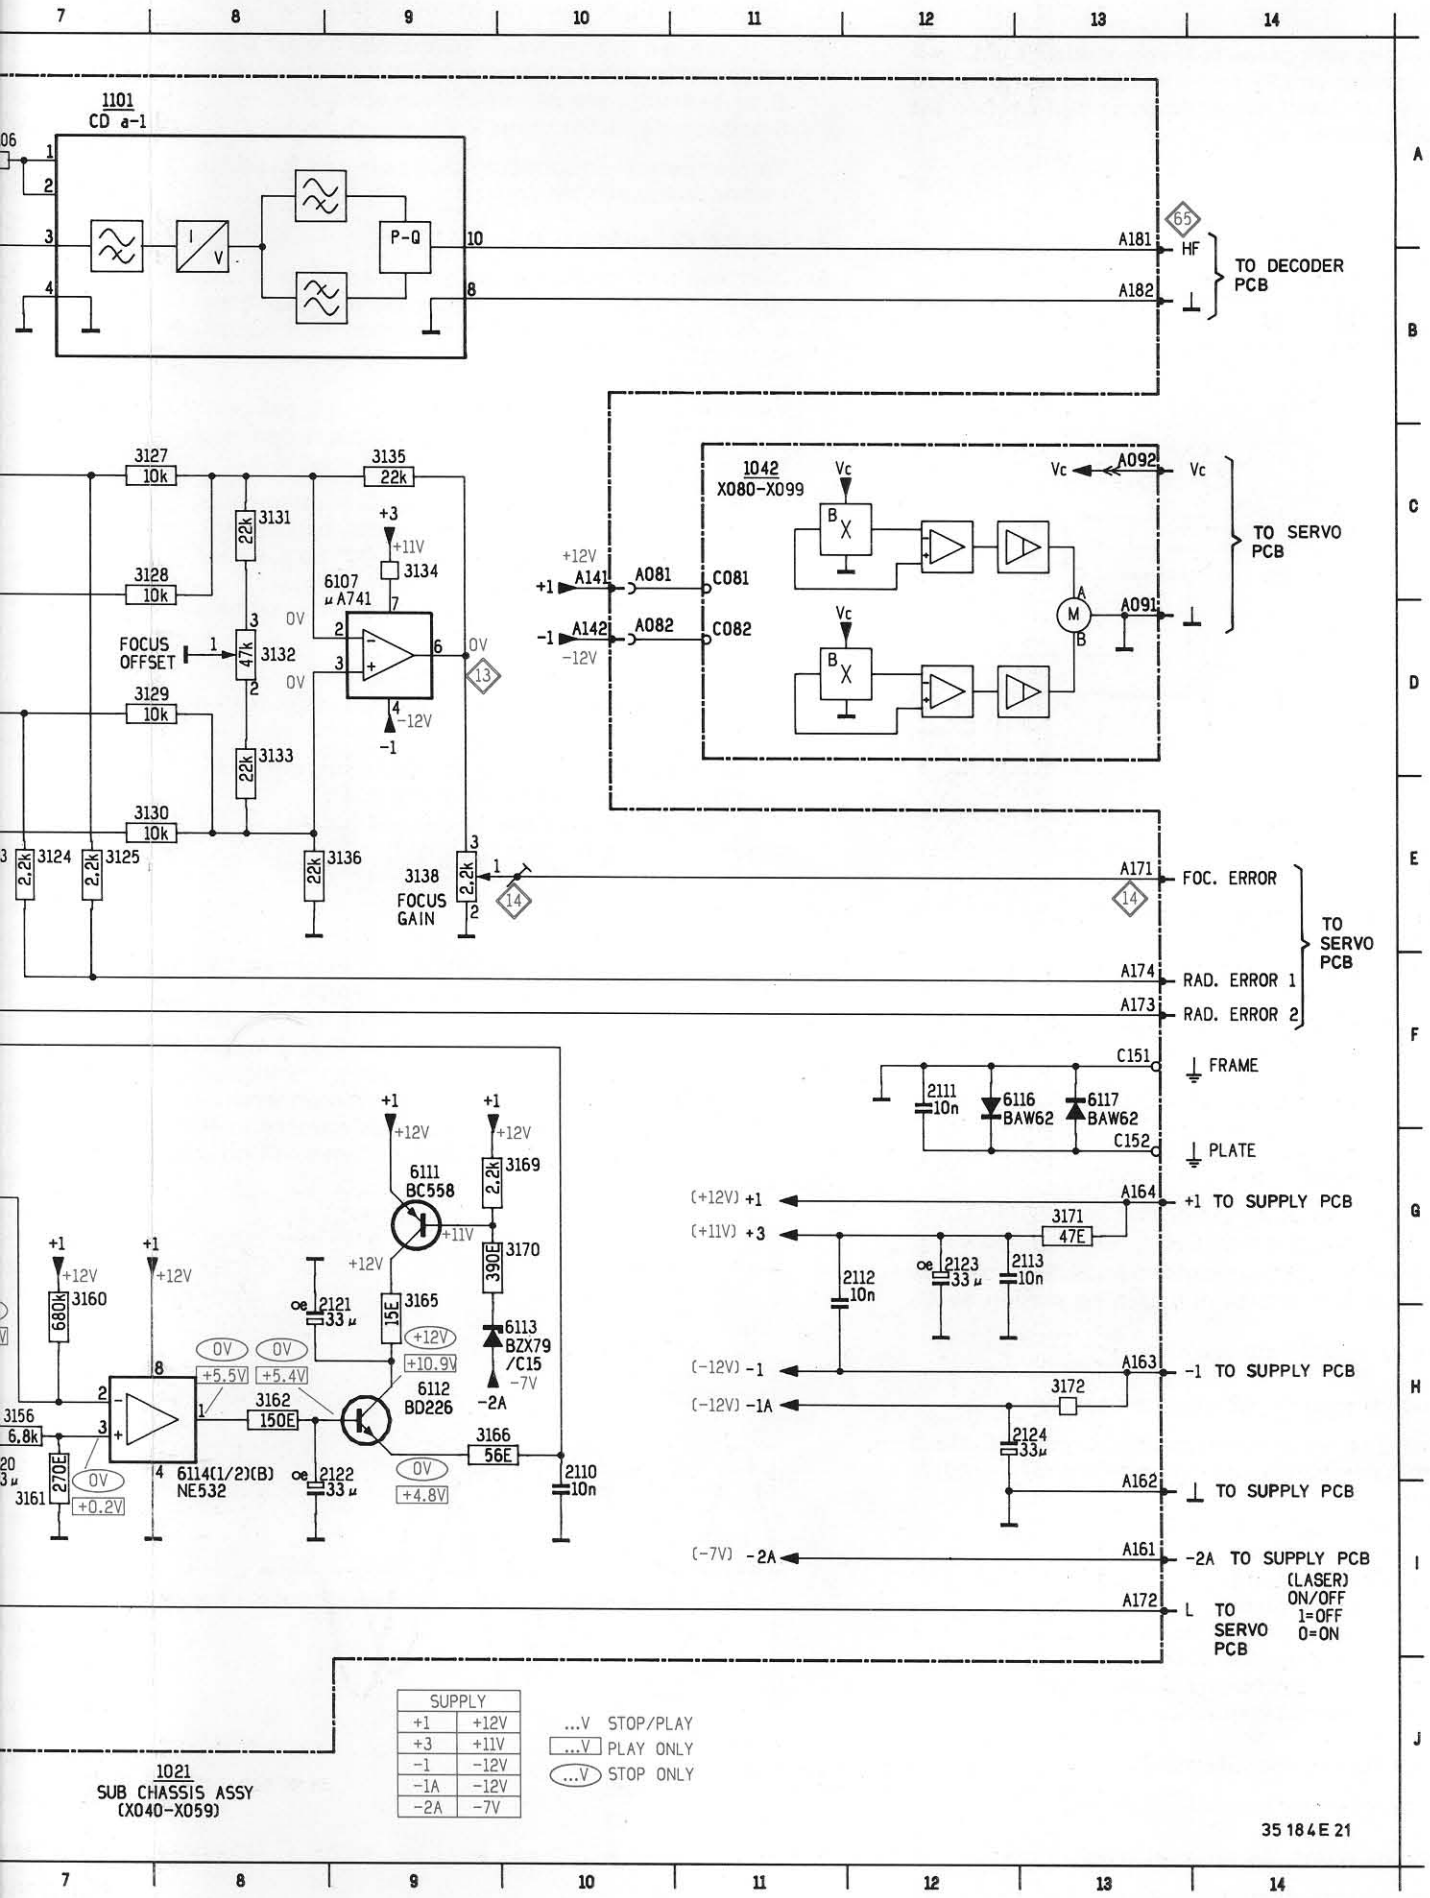 7 8 9 10 11 12 13 14
1101
CD a-1
06
1
2
3
4
I
V
P-Q
10
8
A
65
A181 HF
A182
TO DECODER
PCB
B
3127
10k
3135
22k
3131
22k
+3
+11V
3134
3128
10k
6107
μA741
7
0V
2
3
6
0V
13
0V
4
-12V
-1
FOCUS
OFFSET
1
3
47k
3132
2
3129
10k
3133
22k
3130
10k
1042
X080-X099
Vc
B
X
Vc
A092
Vc
C
TO SERVO
PCB
+12V
+1
A141
A081
C081
-1
A142
A082
C082
-12V
Vc
B
X
A
M
B
A091
D
3124
2.2k
3125
2.2k
3136
22k
3
3138
2.2k
1
2
FOCUS
GAIN
14
A171
14
FOC. ERROR
E
TO
SERVO
PCB
A174 RAD. ERROR 1
A173 RAD. ERROR 2
F
C151
FRAME
2111
10n
6116
BAW62
6117
BAW62
C152
PLATE
+1
+12V
+1
+12V
6111
BC558
3169
2.2k
+11V
+12V
3170
390E
(+12V) +1
A164
+1 TO SUPPLY PCB
G
(+11V) +3
3171
47E
2112
10n
2123
33μ
2113
10n
+1
+12V
3160
680k
+1
+12V
2121
33μ
3165
15E
6113
BZX79
/C15
-7V
-2A
+12V
+10.9V
0V
+5.5V
0V
+5.4V
(-12V) -1
A163
-1 TO SUPPLY PCB
H
(-12V) -1A
3172
8
2
3
1
4
3162
150E
6112
BD226
3156
6.8k
3166
56E
2124
33μ
3161
270E
0V
+0.2V
6114(1/2)(B)
NE532
2122
33μ
0V
+4.8V
2110
10n
A162
TO SUPPLY PCB
(-7V) -2A
A161
-2A TO SUPPLY PCB
I
(LASER)
ON/OFF
1=OFF
0=ON
A172
L TO
SERVO
PCB
SUPPLY
+1 +12V
+3 +11V
-1 -12V
-1A -12V
-2A -7V
...V STOP/PLAY
...V PLAY ONLY
...V STOP ONLY
J
1021
SUB CHASSIS ASSY
(X040-X059)
35 184E 21
7 8 9 10 11 12 13 14